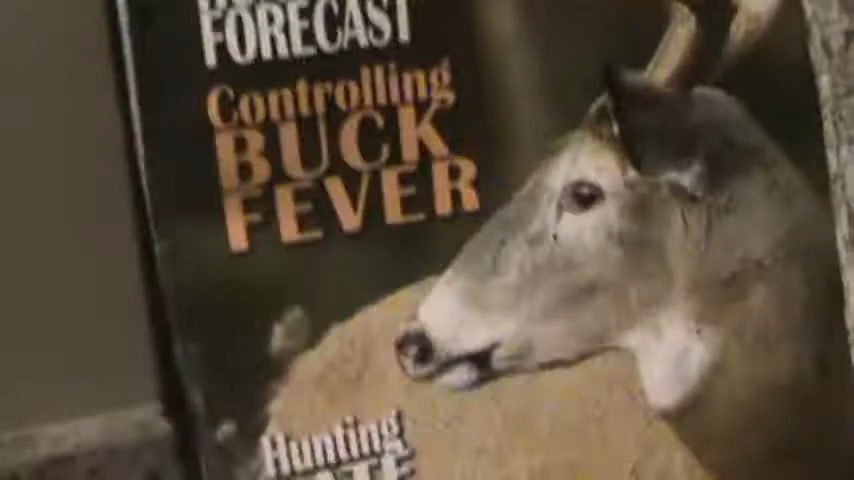 FORECAST
Controlling
BUCK
FEVER
Hunting